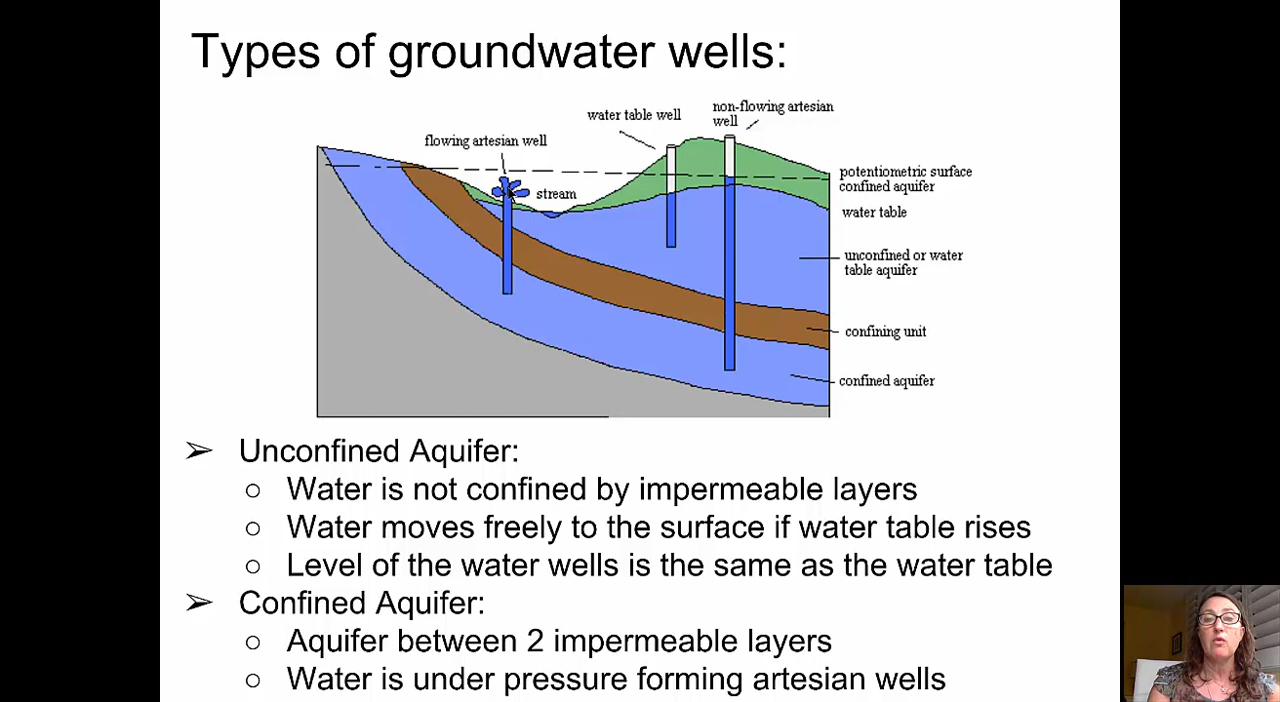 Types of groundwater wells:
non-flowing artesian
well
water table well
flowing artesian well
stream
potentiometric surface
confined aquifer
water table
unconfined or water
table aquifer
confining unit
confined aquifer
➢ Unconfined Aquifer:
○ Water is not confined by impermeable layers
○ Water moves freely to the surface if water table rises
○ Level of the water wells is the same as the water table
➢ Confined Aquifer:
○ Aquifer between 2 impermeable layers
○ Water is under pressure forming artesian wells